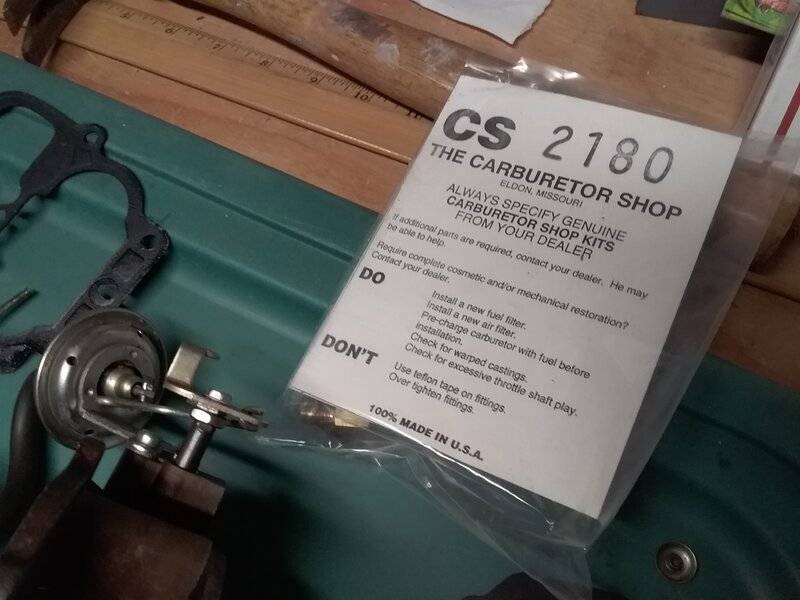 CS 2180
THE CARBURETOR SHOP
ELDON, MISSOURI
ALWAYS SPECIFY GENUINE
CARBURETOR SHOP KITS
FROM YOUR DEALER
If additional parts are required, contact your dealer. He may
be able to help.
Require complete cosmetic and/or mechanical restoration?
Contact your dealer.
DO
Install a new fuel filter.
Install a new air filter.
Pre-charge carburetor with fuel before
installation.
Check for warped castings.
Check for excessive throttle shaft play.
DON'T
Use teflon tape on fittings.
Over tighten fittings.
100% MADE IN U.S.A.